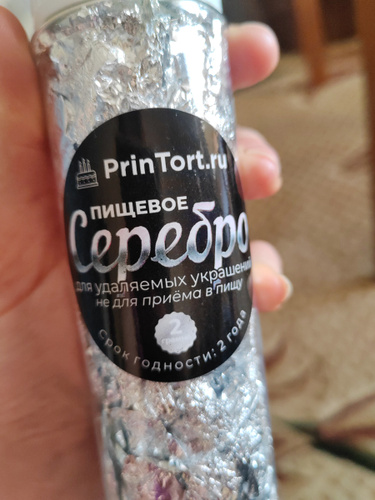 PrinTort.ru
ПИЩЕВОЕ
Серебро
для удаляемых украшений
не для приёма в пищу
2
срок годности: 2 года